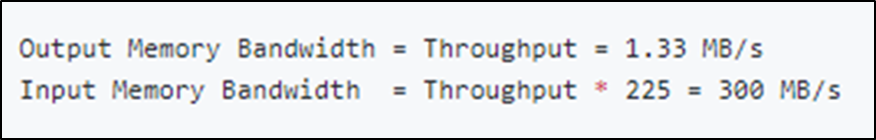 Output Memory Bandwidth = Throughput = 1.33 MB/s
Input Memory Bandwidth  = Throughput * 225 = 300 MB/s